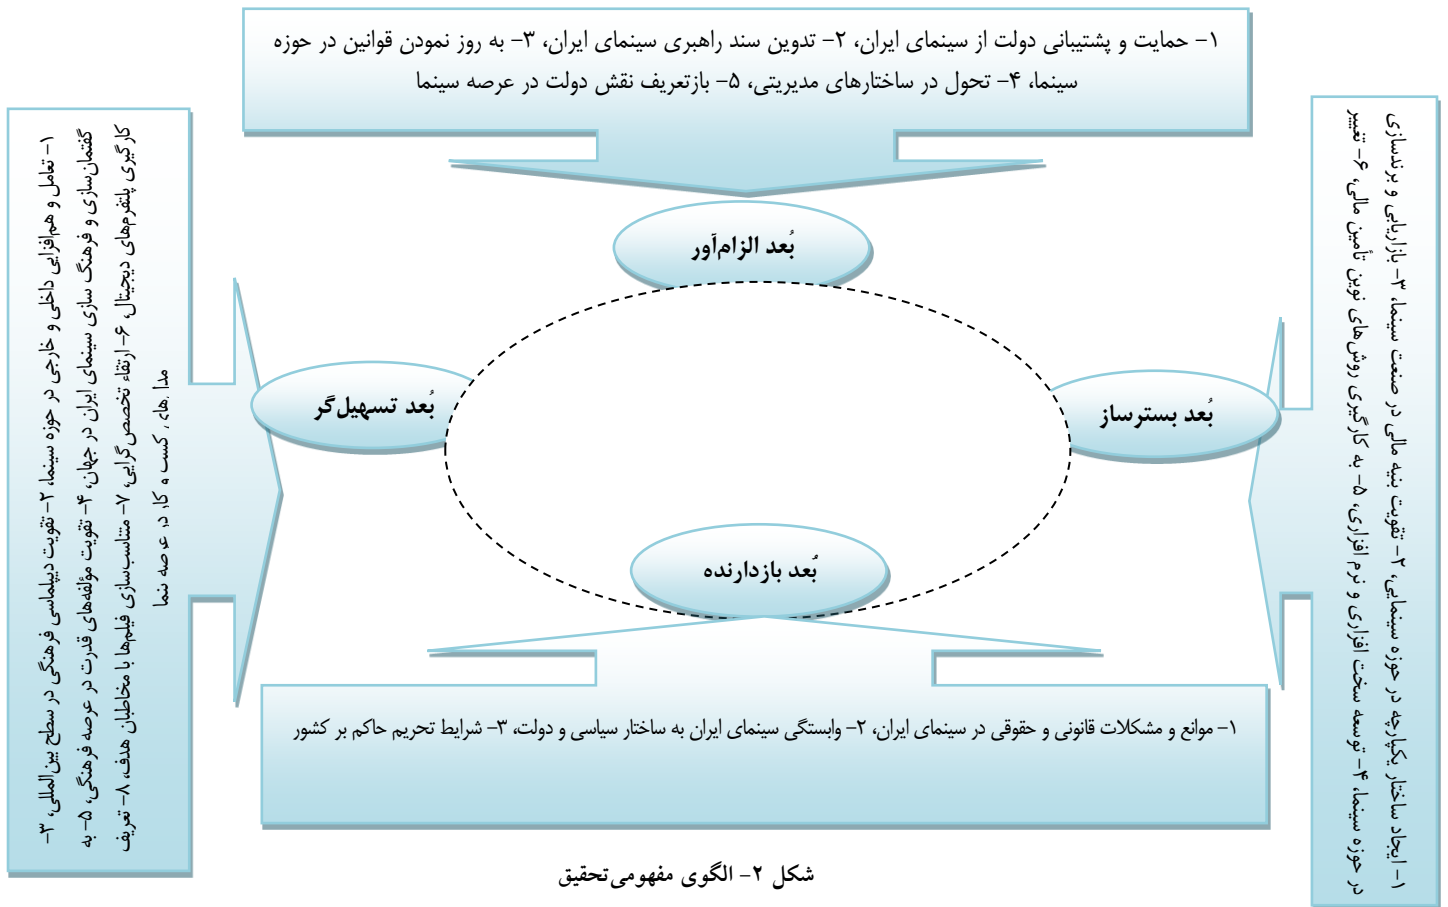 ۱- حمایت و پشتیبانی دولت از سینمای ایران، ۲- تدوین سند راهبری سینمای ایران، ۳- به روز نمودن قوانین در حوزه
سینما، ۴- تحول در ساختارهای مدیریتی، ۵- بازتعریف نقش دولت در عرصه سینما
بُعد الزام‌آور
۱- ایجاد ساختار یکپارچه در حوزه سینمایی، ۲- تقویت بنیه مالی در صنعت سینما، ۳- بازاریابی و برندسازی
در حوزه سینما، ۴- توسعه سخت افزاری و نرم افزاری، ۵- به کارگیری روش‌های نوین تأمین مالی، ۶- تغییر
بُعد بسترساز
بُعد تسهیل‌گر
۱- تعامل و هم‌افزایی داخلی و خارجی در حوزه سینما، ۲- تقویت دیپلماسی فرهنگی در سطح بین‌المللی، ۳-
گفتمان‌سازی و فرهنگ سازی سینمای ایران در جهان، ۴- تقویت مؤلفه‌های قدرت در عرصه فرهنگی، ۵- به
کارگیری پلتفرم‌های دیجیتال، ۶- ارتقاء تخصص‌گرایی، ۷- متناسب‌سازی فیلم‌ها با مخاطبان هدف، ۸- تعریف
کسب و کار در عرصه
بُعد بازدارنده
۱- موانع و مشکلات قانونی و حقوقی در سینمای ایران، ۲- وابستگی سینمای ایران به ساختار سیاسی و دولت، ۳- شرایط تحریم حاکم بر کشور
شکل ۲- الگوی مفهومی‌تحقیق